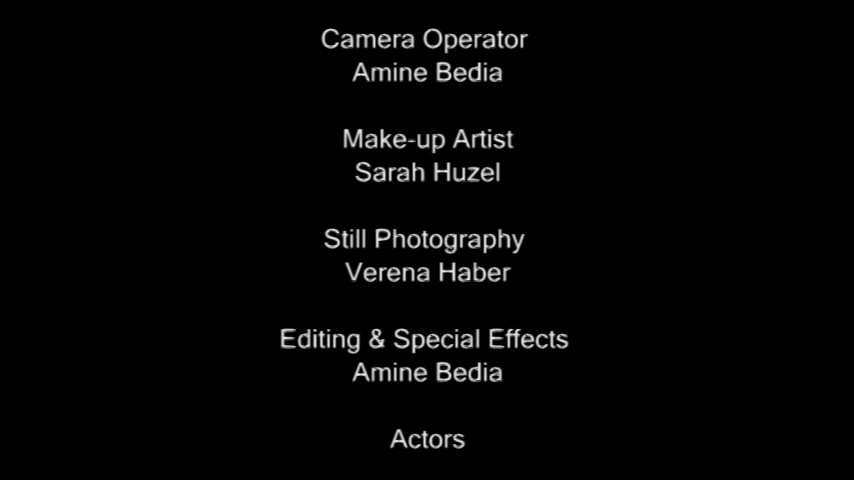 Camera Operator
Amine Bedia
Make-up Artist
Sarah Huzel
Still Photography
Verena Haber
Editing & Special Effects
Amine Bedia
Actors